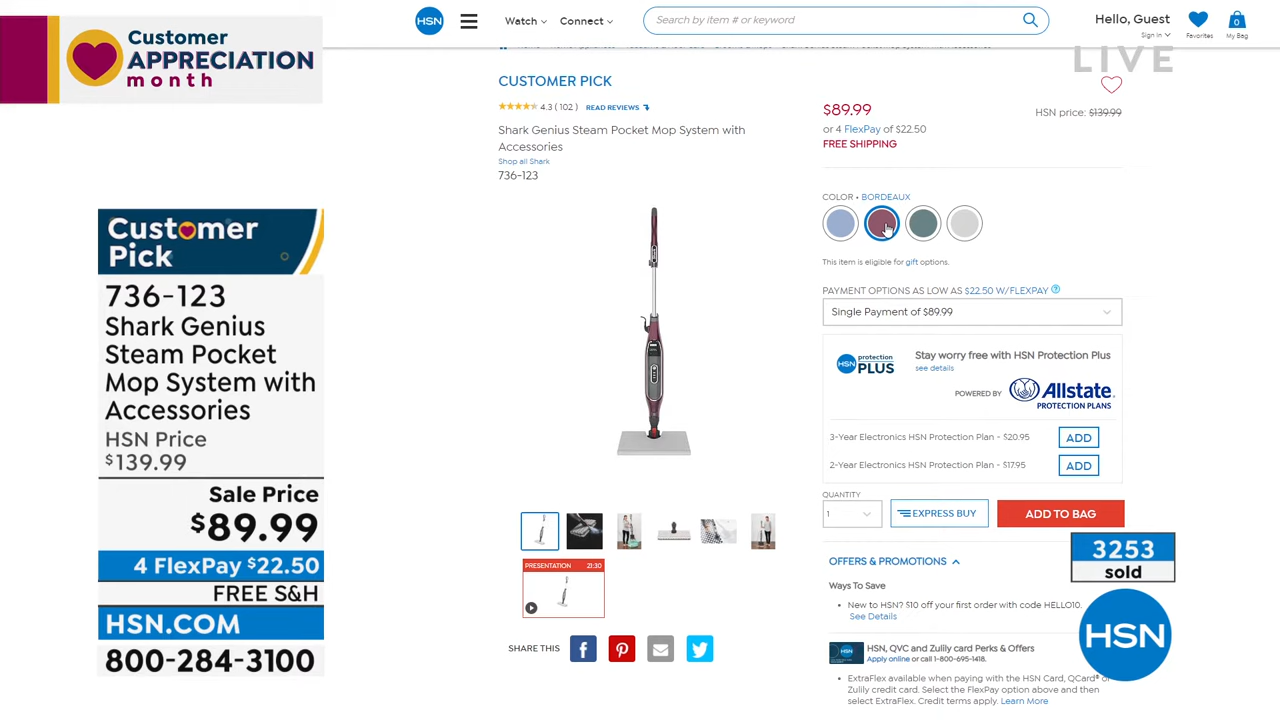 Customer
APPRECIATION
month
HSN
Watch
Connect
Search by item # or keyword
Hello, Guest
Sign in
Favorites
0
My Bag
LIVE
CUSTOMER PICK
4.3 (102)
READ REVIEWS
Shark Genius Steam Pocket Mop System with
Accessories
Shop all Shark
736-123
$89.99
HSN price: $139.99
or 4 FlexPay of $22.50
FREE SHIPPING
COLOR • BORDEAUX
This item is eligible for gift options.
PAYMENT OPTIONS AS LOW AS $22.50 W/FLEXPAY ?
Single Payment of $89.99
HSN protection PLUS
Stay worry free with HSN Protection Plus
see details
POWERED BY
Allstate.
PROTECTION PLANS
3-Year Electronics HSN Protection Plan - $20.95
ADD
2-Year Electronics HSN Protection Plan - $17.95
ADD
QUANTITY
1
EXPRESS BUY
ADD TO BAG
OFFERS & PROMOTIONS
Ways To Save
• New to HSN? $10 off your first order with code HELLO10.
See Details
HSN, QVC and Zulily card Perks & Offers
Apply online or call 1-800-695-1418.
• ExtraFlex available when paying with the HSN Card, QCard® or
Zulily credit card. Select the FlexPay option above and then
select ExtraFlex. Credit terms apply. Learn More
PRESENTATION 21:30
SHARE THIS
Customer
Pick
736-123
Shark Genius
Steam Pocket
Mop System with
Accessories
HSN Price
$139.99
Sale Price
$89.99
4 FlexPay $22.50
FREE S&H
HSN.COM
800-284-3100
3253
sold
HSN